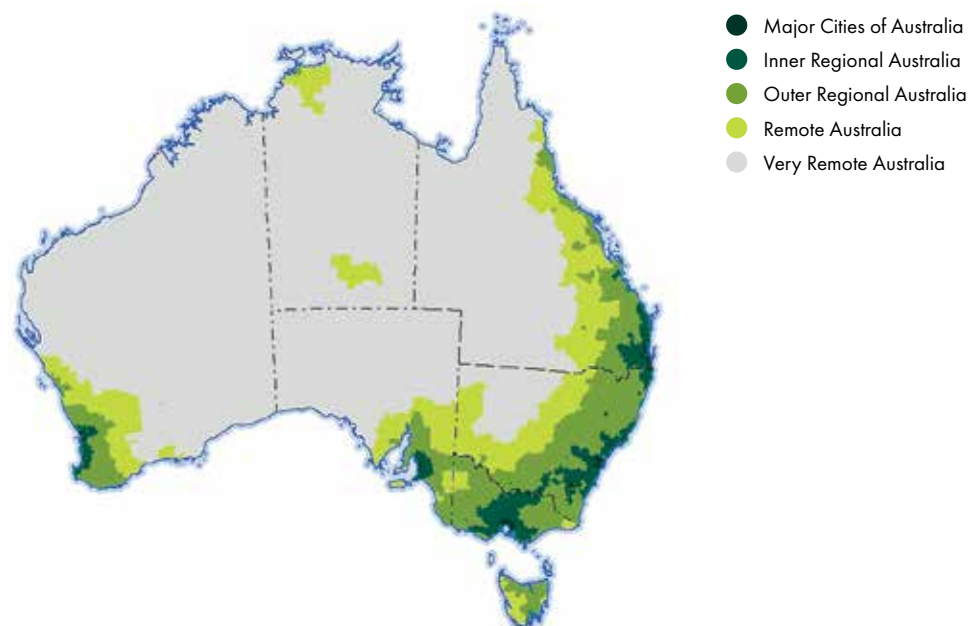 Major Cities of Australia
Inner Regional Australia
Outer Regional Australia
Remote Australia
Very Remote Australia